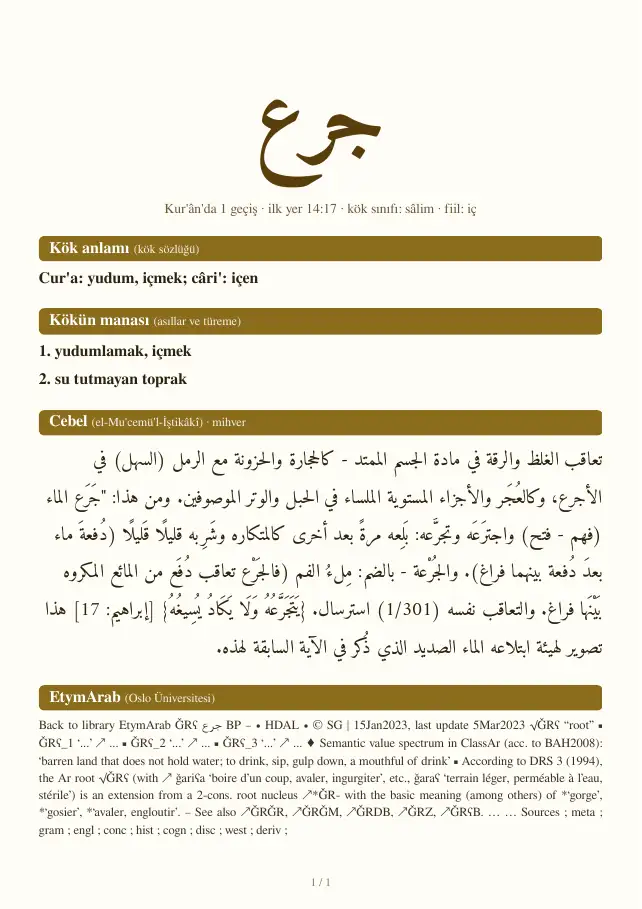 جرع
Kur'ân'da 1 geçiş · ilk yer 14:17 · kök sınıfı: sâlim · fiil: iç
Kök anlamı (kök sözlüğü)
Cur'a: yudum, içmek; câri': içen
Kökün manası (asıllar ve türeme)
1. yudumlamak, içmek
2. su tutmayan toprak
Cebel (el-Mu'cemü'l-İştikâkî) · mihver
تعاقب الغلظ والرقة في مادة الجسم الممتد - كالحجارة والحزونة مع الرمل (السهل) في
الأجرع، وكالعُجَر والأجزاء المستوية الملساء في الحبل والوتر الموصوفين. ومن هذا: "جَرَع الماء
(فهم - فتح) واجتَرَعَه وتجرَّعه: بَلِعه مرةً بعد أخرى كالمتكاره وشَرِبه قليلًا قَليلًا (دُفعةَ ماء
بعدَ دُفعة بينهما فراغ). والجُرْعة - بالضم: مِلءُ الفم (فالجَرْع تعاقب دُفَع من المائع المكروه
بَيْنَها فراغ. والتعاقب نفسه (1/301) استرسال. {يَتَجَرَّعُهُ وَلَا يَكَادُ يُسِيغُهُ} [إبراهيم: 17] هذا
تصوير لهيئة ابتلاعه الماء الصديد الذي ذُكر في الآية السابقة لهذه.
EtymArab (Oslo Üniversitesi)
Back to library EtymArab ǦRʕ جرع BP – • HDAL • © SG | 15Jan2023, last update 5Mar2023 √ǦRʕ “root” ▪
ǦRʕ_1 ‘...’ ↗ ... ▪ ǦRʕ_2 ‘...’ ↗ ... ▪ ǦRʕ_3 ‘...’ ↗ ... ♦ Semantic value spectrum in ClassAr (acc. to BAH2008):
‘barren land that does not hold water; to drink, sip, gulp down, a mouthful of drink’ ▪ According to DRS 3 (1994),
the Ar root √ǦRʕ (with ↗ ǧariʕa ‘boire d’un coup, avaler, ingurgiter’, etc., ǧaraʕ ‘terrain léger, perméable à l’eau,
stérile’) is an extension from a 2-cons. root nucleus ↗*ǦR- with the basic meaning (among others) of *‘gorge’,
*‘gosier’, *‘avaler, engloutir’. – See also ↗ǦRǦR, ↗ǦRǦM, ↗ǦRDB, ↗ǦRZ, ↗ǦRʕB. … … Sources ; meta ;
gram ; engl ; conc ; hist ; cogn ; disc ; west ; deriv ;
1 / 1